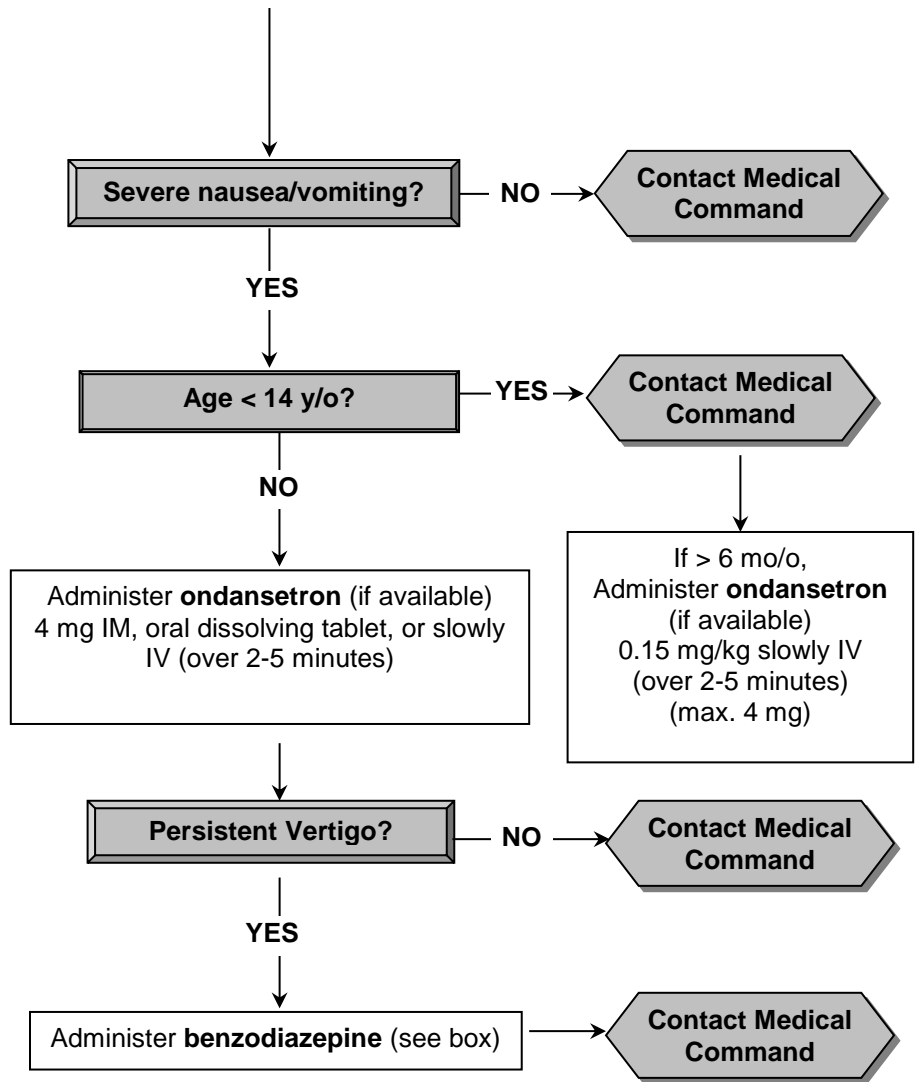 Severe nausea/vomiting?
NO
Contact Medical
Command
YES
Age < 14 y/o?
YES
Contact Medical
Command
NO
Administer ondansetron (if available)
4 mg IM, oral dissolving tablet, or slowly
IV (over 2-5 minutes)
If > 6 mo/o,
Administer ondansetron
(if available)
0.15 mg/kg slowly IV
(over 2-5 minutes)
(max. 4 mg)
Persistent Vertigo?
NO
Contact Medical
Command
YES
Administer benzodiazepine (see box)
Contact Medical
Command